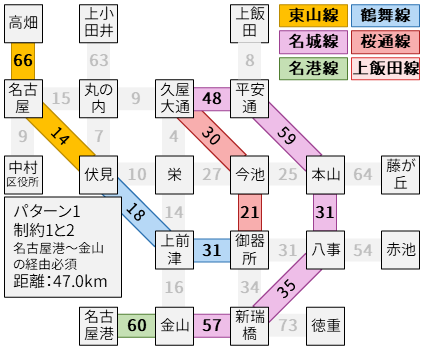 高畑
上小
田井
上飯
田
東山線
鶴舞線
名城線
桜通線
名港線
上飯田線
66
63
8
名古
屋
15
丸の
内
9
久屋
大通
48
平安
通
9
14
7
4
30
59
中村
区役所
伏見
10
栄
27
今池
25
本山
64
藤が
丘
18
14
21
31
パターン1
制約1と2
名古屋港～金山
の経由必須
距離:47.0km
上前
津
31
御器
所
31
八事
54
赤池
16
34
35
名古
屋港
60
金山
57
新瑞
橋
73
徳重